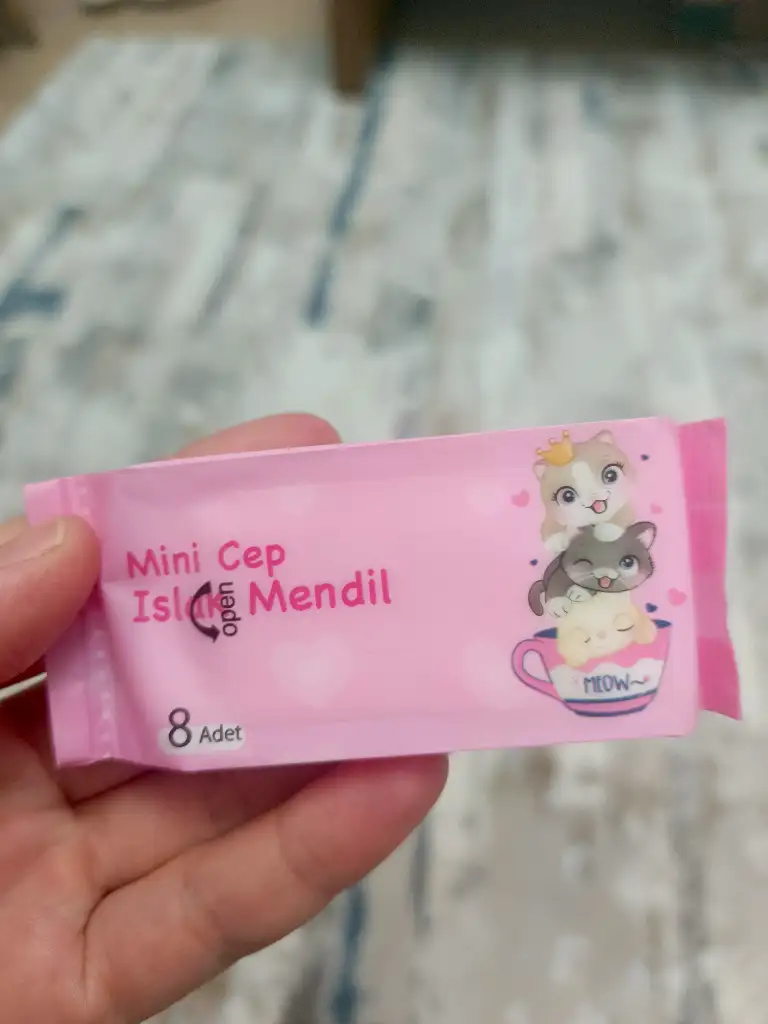 Mini Cep
Islak Mendil
open
8 Adet
MEOW~